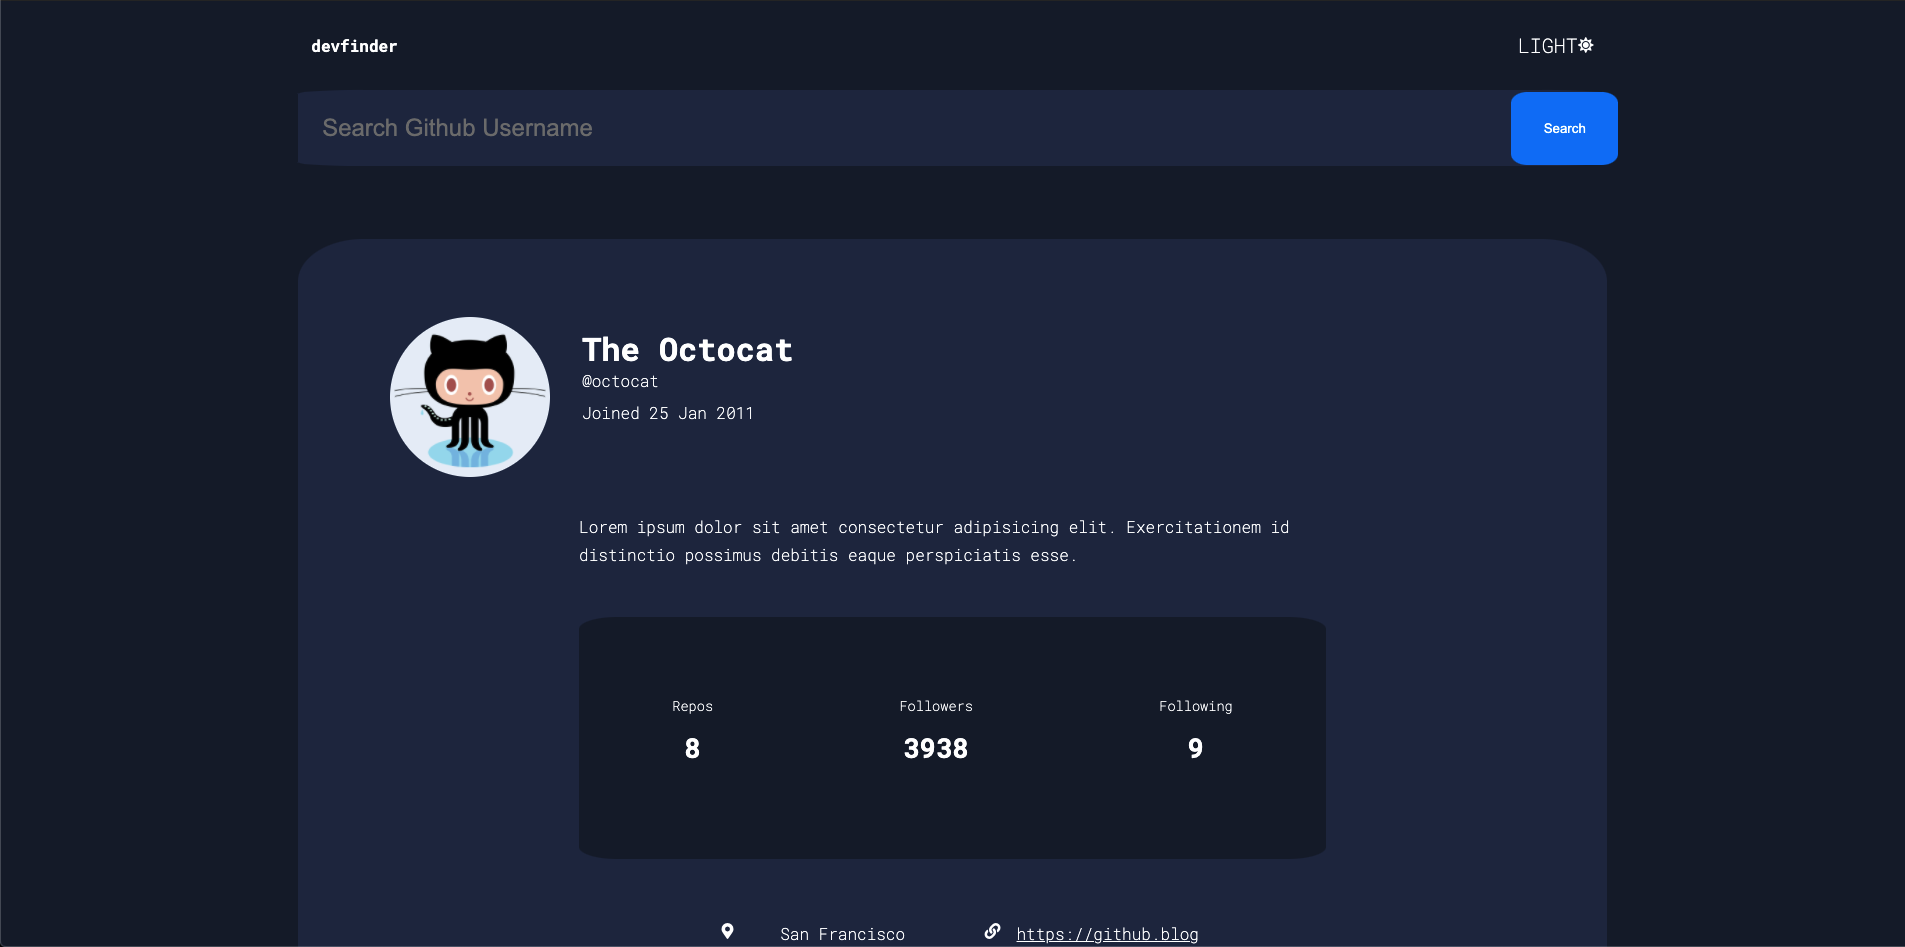 devfinder
LIGHT
Search Github Username
Search
The Octocat
@octocat
Joined 25 Jan 2011
Lorem ipsum dolor sit amet consectetur adipisicing elit. Exercitationem id
distinctio possimus debitis eaque perspiciatis esse.
Repos Followers Following
8 3938 9
San Francisco https://github.blog